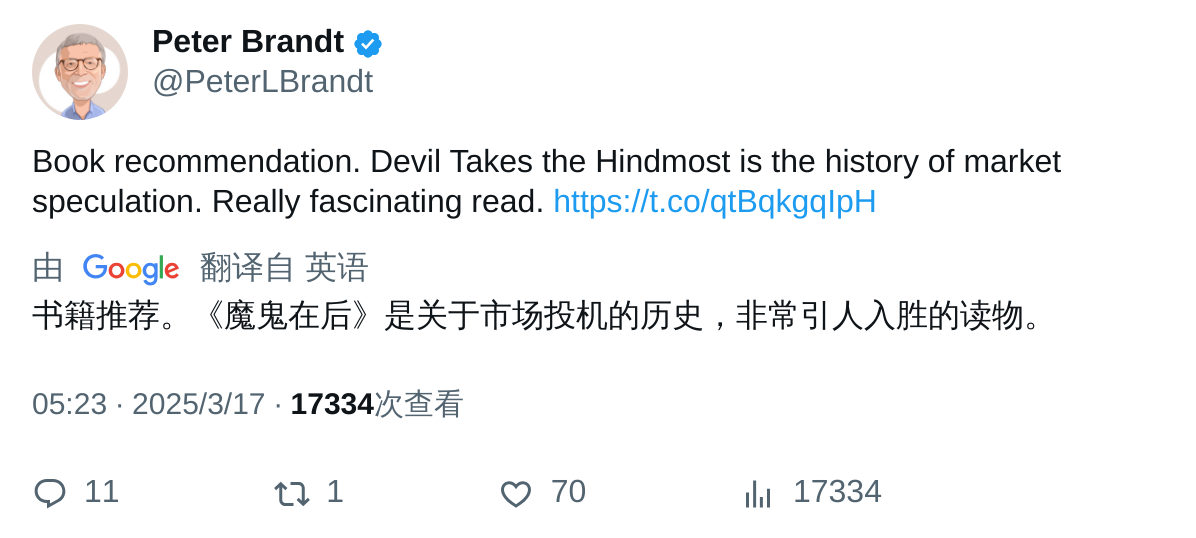 Peter Brandt
@PeterLBrandt
Book recommendation. Devil Takes the Hindmost is the history of market
speculation. Really fascinating read. https://t.co/qtBqkgqIpH
由 Google 翻译自 英语
书籍推荐。《魔鬼在后》是关于市场投机的历史，非常引人入胜的读物。
05:23 · 2025/3/17 · 17334次查看
11 1 70 17334